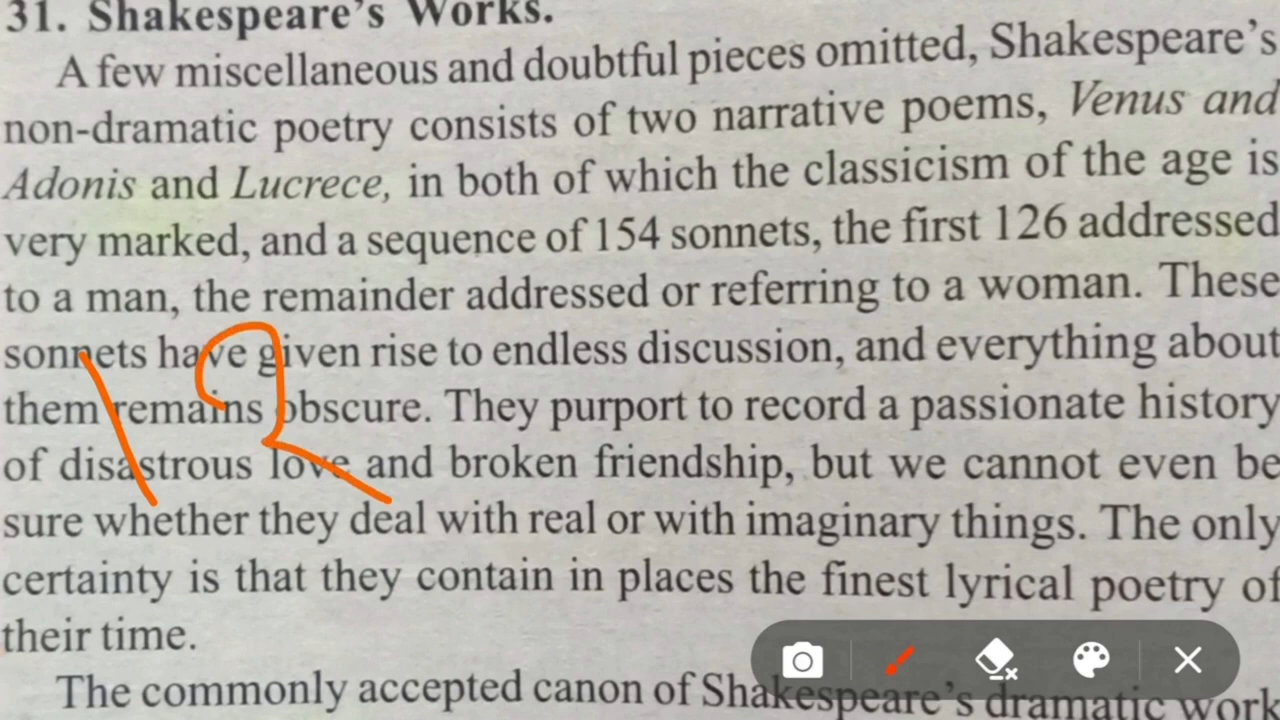 31. Shakespeare's Works.
A few miscellaneous and doubtful pieces omitted, Shakespeare's
non-dramatic poetry consists of two narrative poems, Venus and
Adonis and Lucrece, in both of which the classicism of the age is
very marked, and a sequence of 154 sonnets, the first 126 addressed
to a man, the remainder addressed or referring to a woman. These
sonnets have given rise to endless discussion, and everything about
them remains obscure. They purport to record a passionate history
of disastrous love and broken friendship, but we cannot even be
sure whether they deal with real or with imaginary things. The only
certainty is that they contain in places the finest lyrical poetry of
their time.
The commonly accepted canon of Shakespeare's dramatic work
12